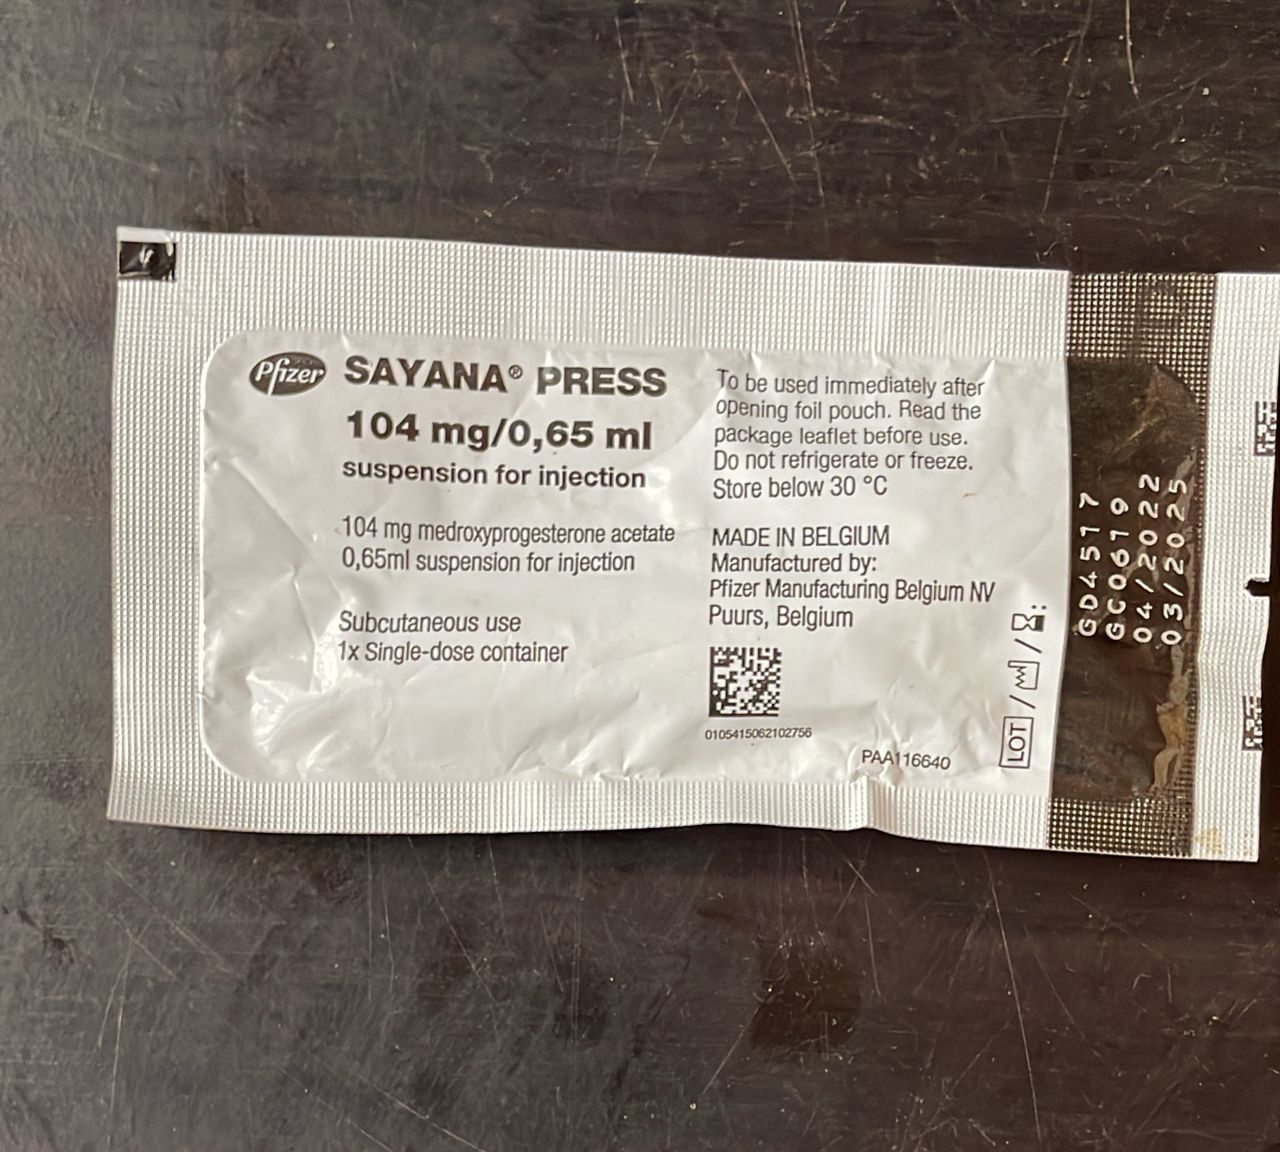 Pfizer
SAYANA® PRESS
104 mg/0,65 ml
suspension for injection
104 mg medroxyprogesterone acetate
0,65ml suspension for injection
Subcutaneous use
1x Single-dose container
To be used immediately after
opening foil pouch. Read the
package leaflet before use.
Do not refrigerate or freeze.
Store below 30 °C
MADE IN BELGIUM
Manufactured by:
Pfizer Manufacturing Belgium NV
Puurs, Belgium
0105415062102756
PAA116640
LOT / / :
GD4517
GC0619
04/2022
03/2025